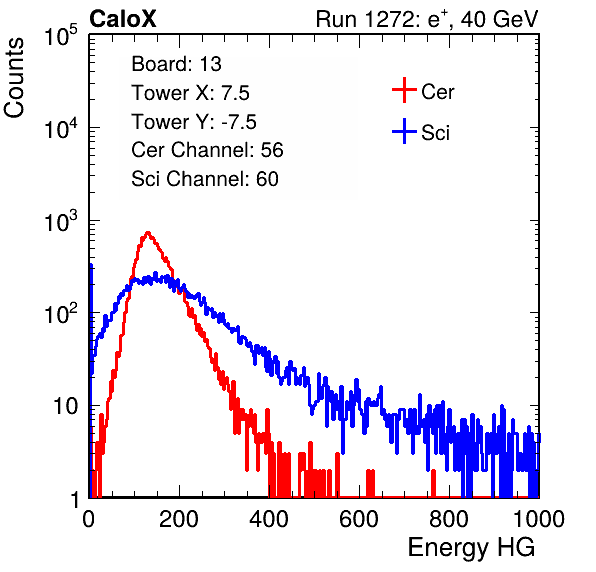 CaloX Run 1272: e⁺, 40 GeV
Counts
10⁵
10⁴
10³
10²
10
1
Board: 13
Tower X: 7.5
Tower Y: -7.5
Cer Channel: 56
Sci Channel: 60
Cer
Sci
0 200 400 600 800 1000
Energy HG